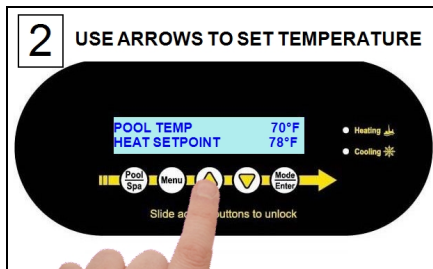 2 USE ARROWS TO SET TEMPERATURE
POOL TEMP 70°F
HEAT SETPOINT 78°F
Heating
Cooling
Pool
Spa
Menu
Mode
Enter
Slide buttons to unlock